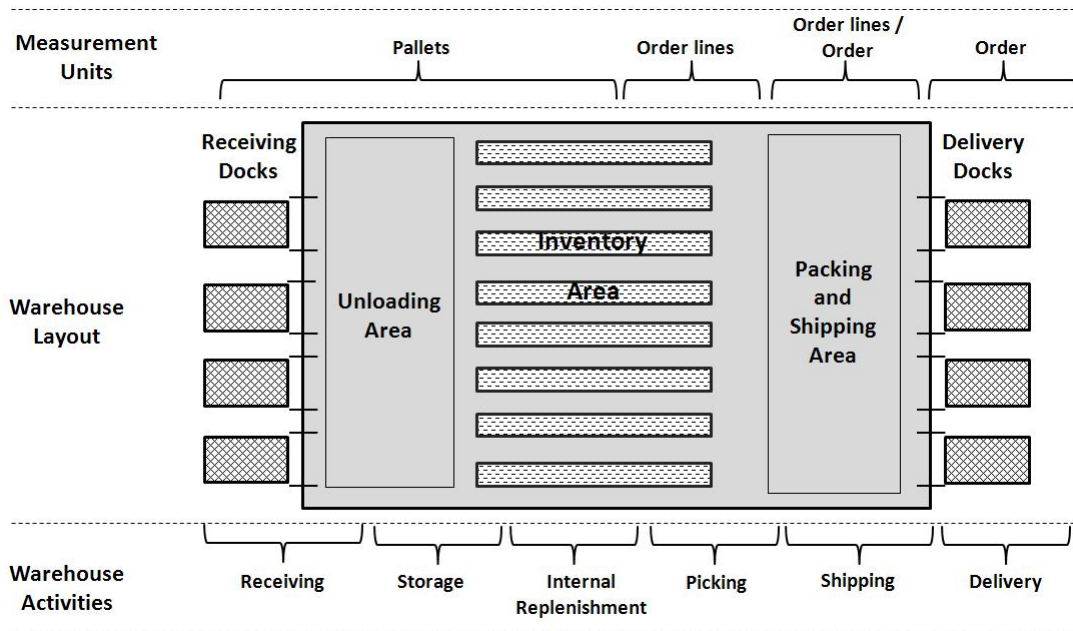 Measurement
Units
Pallets
Order lines
Order lines /
Order
Order
Receiving
Docks
Delivery
Docks
Warehouse
Layout
Unloading
Area
Inventory
Area
Packing
and
Shipping
Area
Warehouse
Activities
Receiving
Storage
Internal
Replenishment
Picking
Shipping
Delivery